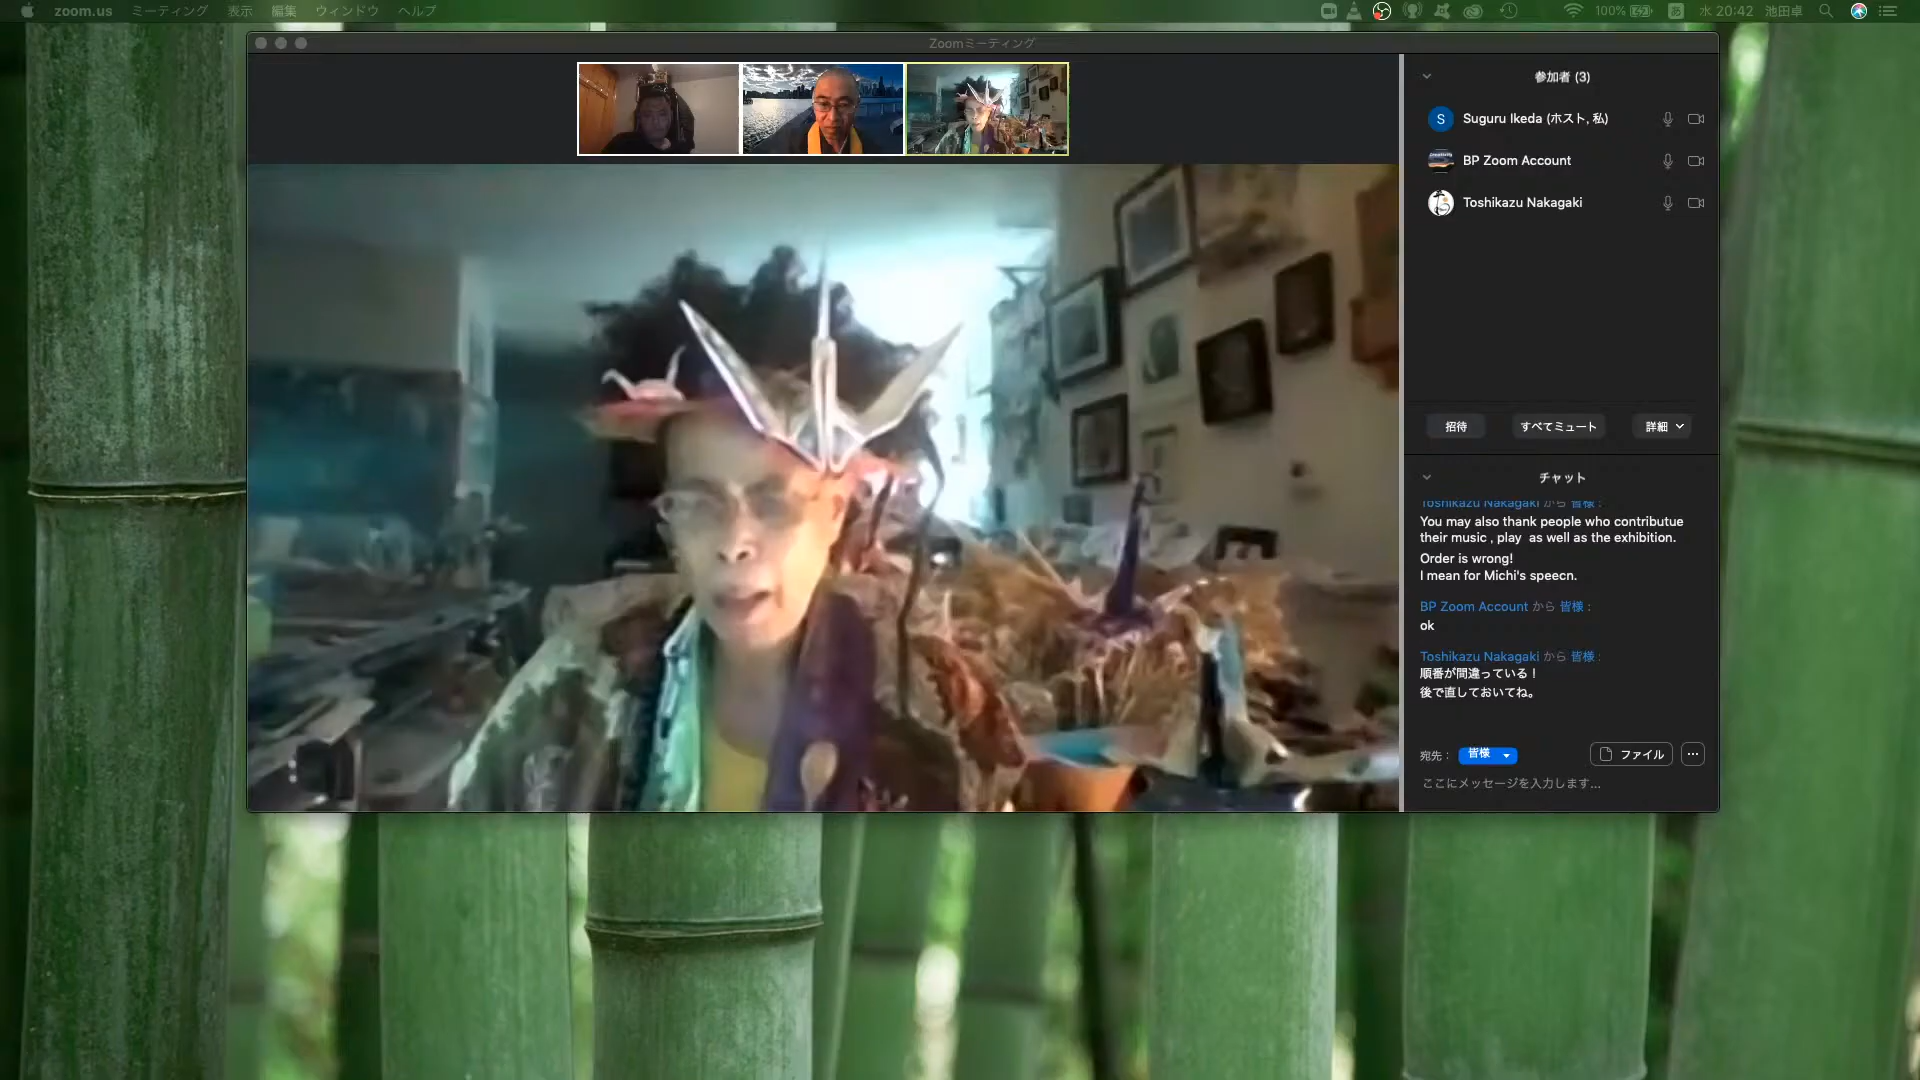 zoom.us ミーティング 表示 編集 ウィンドウ ヘルプ
100% あ 水 20:42 池田卓
Zoomミーティング
参加者 (3)
S Suguru Ikeda (ホスト, 私)
BP Zoom Account
Toshikazu Nakagaki
招待 すべてミュート 詳細
チャット
Toshikazu Nakagaki から 皆様 :
You may also thank people who contributue
their music , play as well as the exhibition.
Order is wrong!
I mean for Michi's speecn.
BP Zoom Account から 皆様 :
ok
Toshikazu Nakagaki から 皆様 :
順番が間違っている！
後で直しておいてね。
宛先： 皆様 ファイル ...
ここにメッセージを入力します...